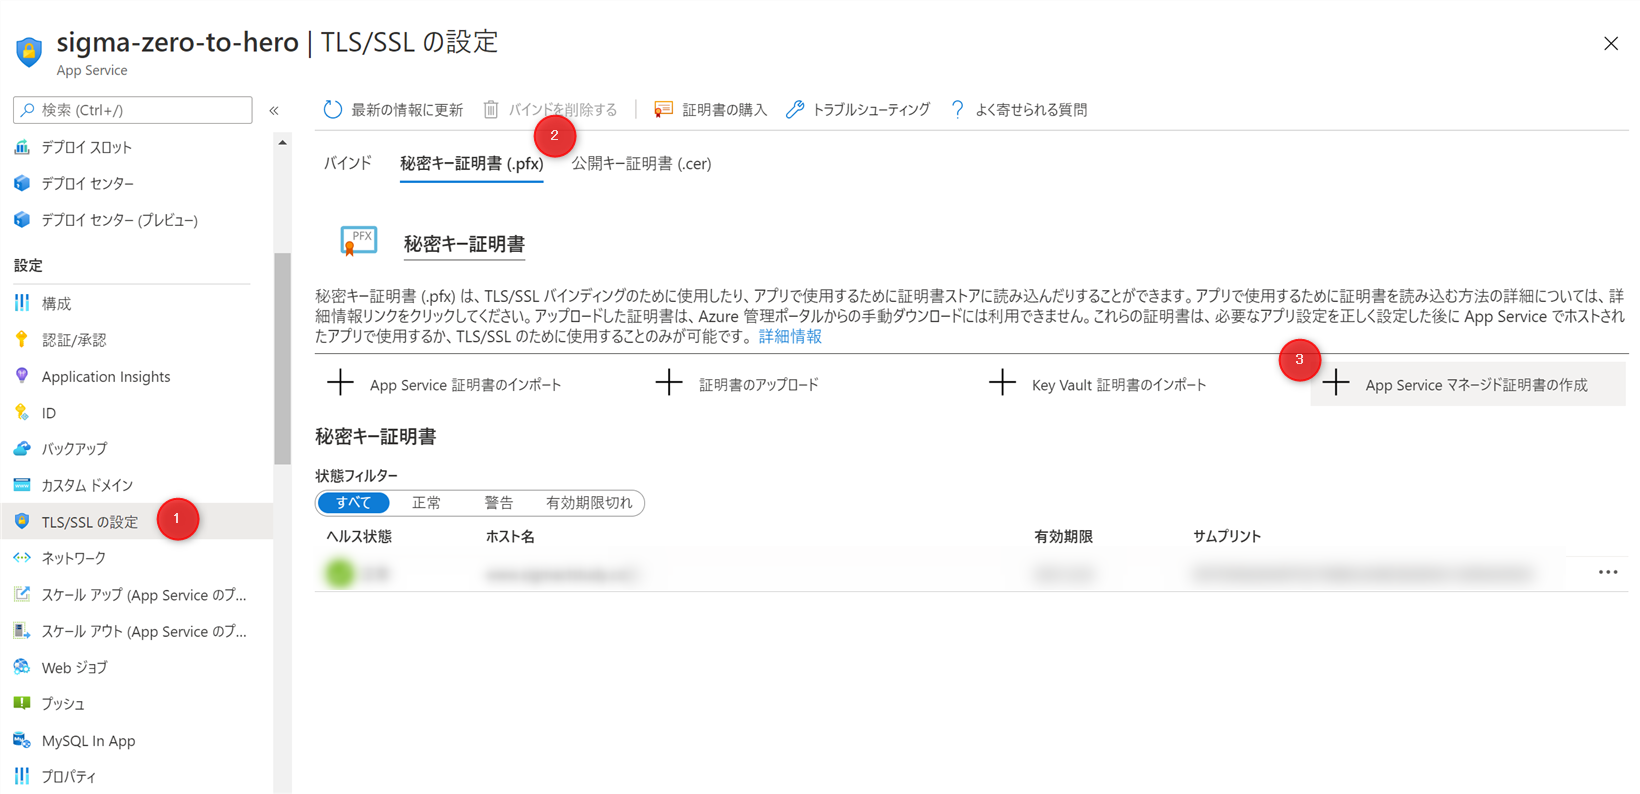 sigma-zero-to-hero | TLS/SSL の設定
App Service
検索 (Ctrl+/)
«
デプロイ スロット
デプロイ センター
デプロイ センター (プレビュー)
設定
構成
認証/承認
Application Insights
ID
バックアップ
カスタム ドメイン
TLS/SSL の設定
1
ネットワーク
スケール アップ (App Service のプ...
スケール アウト (App Service のプ...
Web ジョブ
プッシュ
MySQL In App
プロパティ
最新の情報に更新
バインドを削除する
証明書の購入
トラブルシューティング
? よく寄せられる質問
2
バインド
秘密キー証明書 (.pfx)
公開キー証明書 (.cer)
PFX
秘密キー証明書
秘密キー証明書 (.pfx) は、TLS/SSL バインディングのために使用したり、アプリで使用するために証明書ストアに読み込んだりすることができます。アプリで使用するために証明書を読み込む方法の詳細については、詳
細情報リンクをクリックしてください。アップロードした証明書は、Azure 管理ポータルからの手動ダウンロードには利用できません。これらの証明書は、必要なアプリ設定を正しく設定した後に App Service でホストされ
たアプリで使用するか、TLS/SSL のために使用することのみが可能です。 詳細情報
3
App Service 証明書のインポート
証明書のアップロード
Key Vault 証明書のインポート
App Service マネージド証明書の作成
秘密キー証明書
状態フィルター
すべて
正常
警告
有効期限切れ
ヘルス状態
ホスト名
有効期限
サムプリント